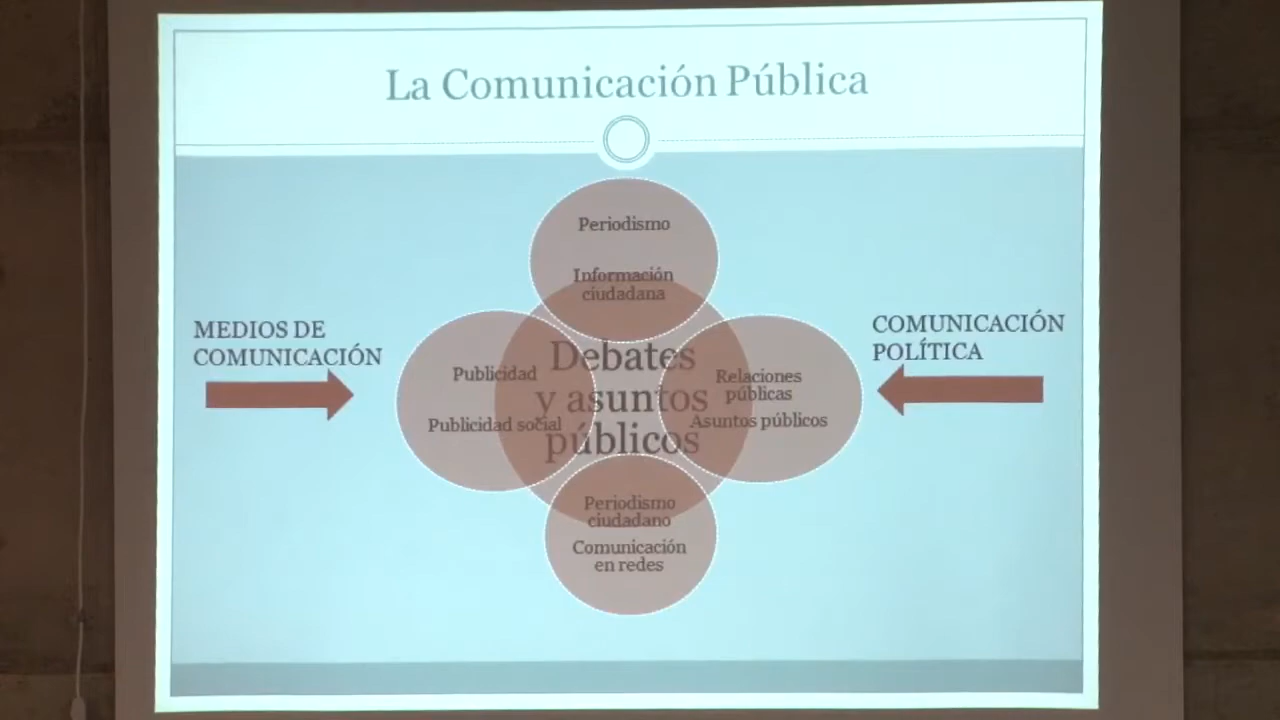 La Comunicación Pública
Periodismo
Información
ciudadana
MEDIOS DE
COMUNICACIÓN
COMUNICACIÓN
POLÍTICA
Debates
y asuntos
públicos
Publicidad
Publicidad social
Relaciones
públicas
Asuntos públicos
Periodismo
ciudadano
Comunicación
en redes